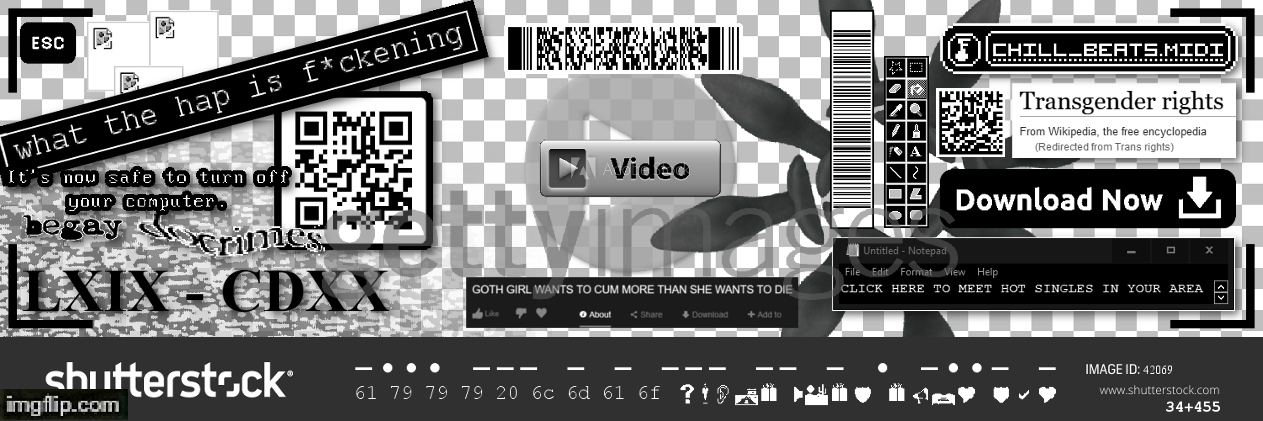 ESC
what the hap is f*ckening
It's now safe to turn off
your computer.
begay do crimes
LXIX - CDXX
Video
GOTH GIRL WANTS TO CUM MORE THAN SHE WANTS TO DIE
Like
About
Share
Download
Add to
gettyimages
CHILL_BEATS.MIDI
Transgender rights
From Wikipedia, the free encyclopedia
(Redirected from Trans rights)
A
Download Now
Untitled - Notepad
File Edit Format View Help
CLICK HERE TO MEET HOT SINGLES IN YOUR AREA
shutterstock®
imgflip.com
61 79 79 79 20 6c 6d 61 6f
IMAGE ID: 42069
www.shutterstock.com
34+455